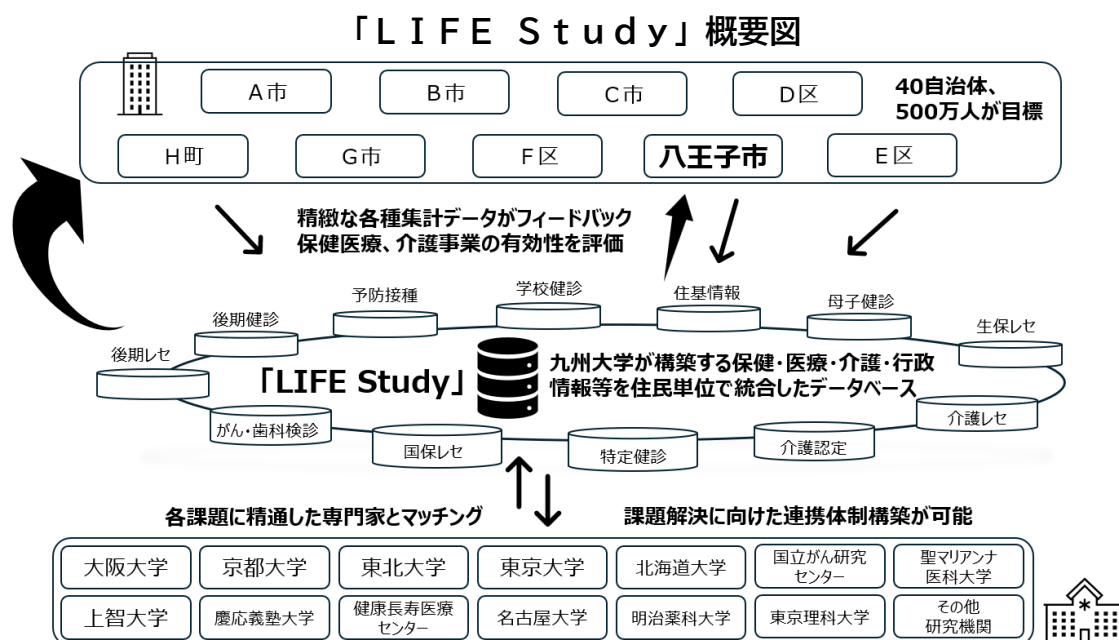 「ＬＩＦＥ Ｓｔｕｄｙ」概要図
Ａ市
Ｂ市
Ｃ市
Ｄ区
40自治体、
500万人が目標
Ｈ町
Ｇ市
Ｆ区
八王子市
Ｅ区
精緻な各種集計データがフィードバック
保健医療、介護事業の有効性を評価
学校健診
住基情報
予防接種
母子健診
後期健診
生保レセ
後期レセ
「LIFE Study」
九州大学が構築する保健・医療・介護・行政
情報等を住民単位で統合したデータベース
がん・歯科検診
介護レセ
国保レセ
特定健診
介護認定
各課題に精通した専門家とマッチング
課題解決に向けた連携体制構築が可能
大阪大学
京都大学
東北大学
東京大学
北海道大学
国立がん研究
センター
聖マリアンナ
医科大学
上智大学
慶応義塾大学
健康長寿医療
センター
名古屋大学
明治薬科大学
東京理科大学
その他
研究機関